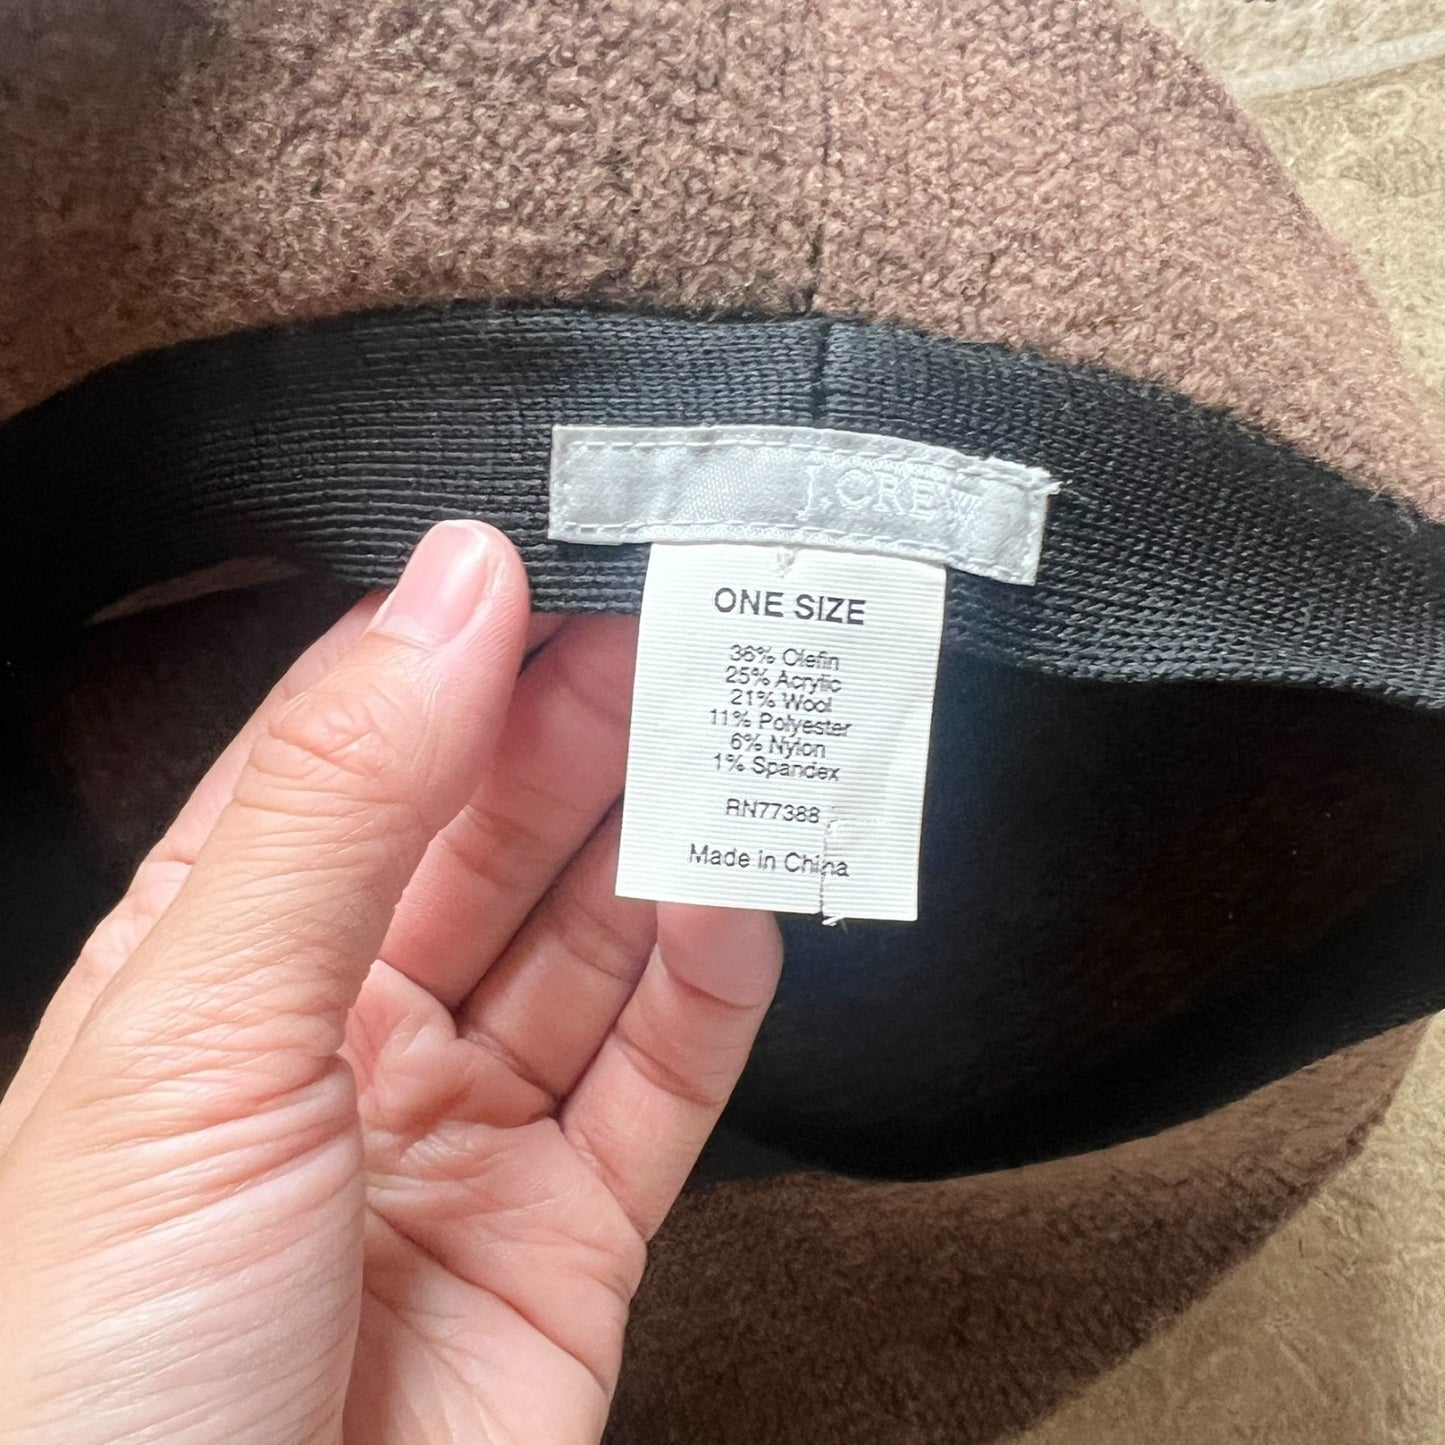 J.CREW
ONE SIZE
36% Olefin
25% Acrylic
21% Wool
11% Polyester
6% Nylon
1% Spandex
RN77388
Made in China